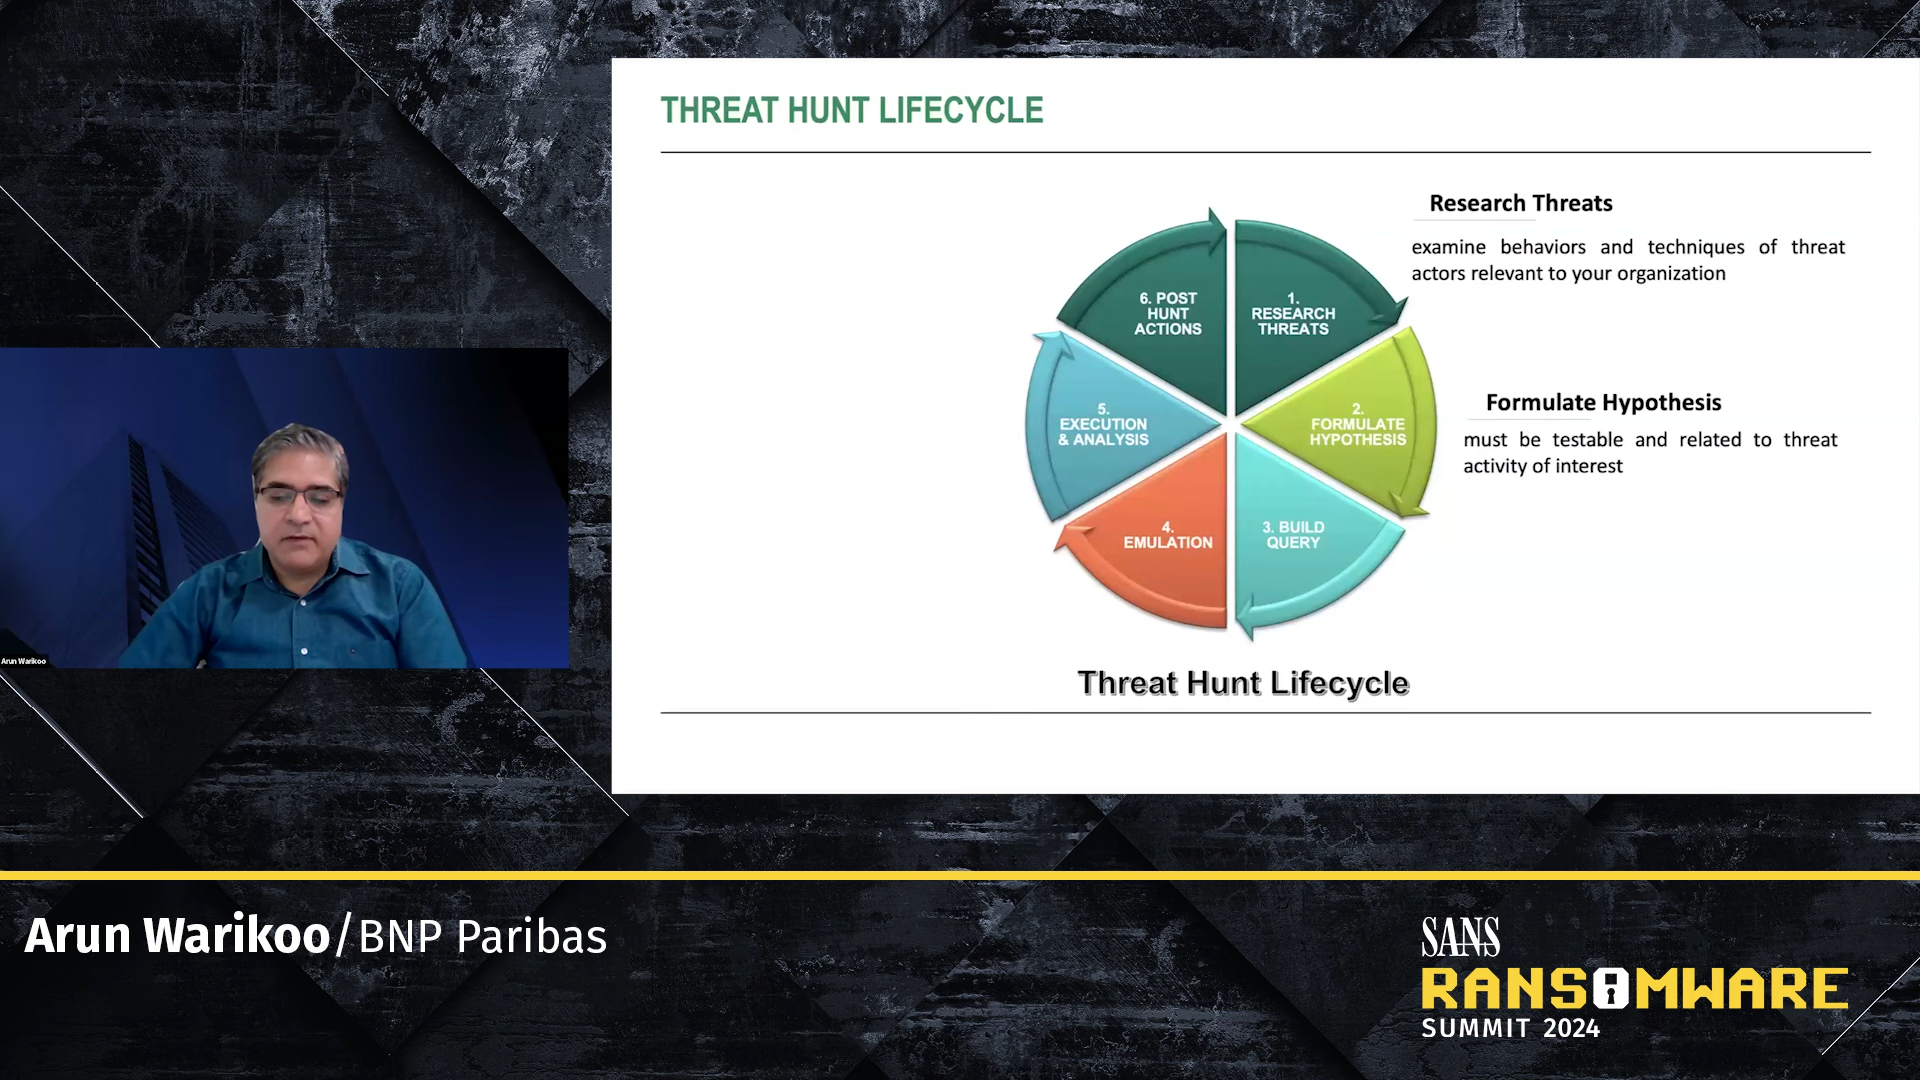 THREAT HUNT LIFECYCLE
Research Threats
examine behaviors and techniques of threat
actors relevant to your organization
6. POST
HUNT
ACTIONS
1.
RESEARCH
THREATS
5.
EXECUTION
& ANALYSIS
2.
FORMULATE
HYPOTHESIS
Formulate Hypothesis
must be testable and related to threat
activity of interest
4.
EMULATION
3. BUILD
QUERY
Threat Hunt Lifecycle
Arun Warikoo
Arun Warikoo/BNP Paribas
SANS
RANSOMWARE
SUMMIT 2024